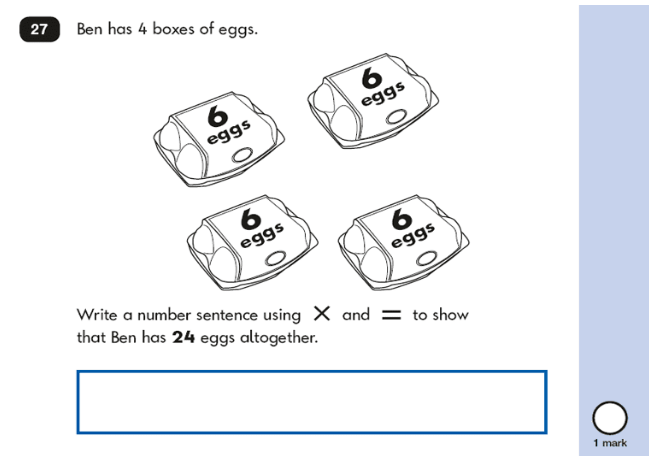 27 Ben has 4 boxes of eggs.
6
eggs
6
eggs
6
eggs
6
eggs
Write a number sentence using × and = to show
that Ben has 24 eggs altogether.
1 mark